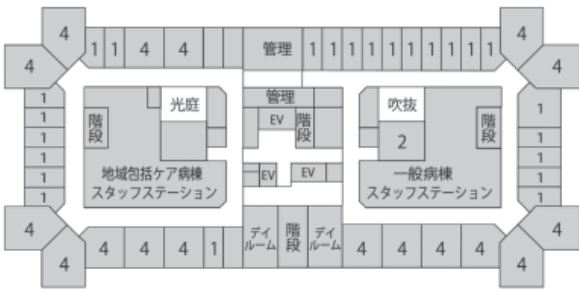 4 4
1 1 4 4 管理 1 1 1 1 1 1 1 1 1 1 1 1
4 4
1 管理 1
光庭 吹抜
1 階段 EV 階段 階段
1 2 1
1 1
1 地域包括ケア病棟 EV EV 一般病棟 1
スタッフステーション スタッフステーション
1 1
4 4
デイ
ルーム 階段 デイ
ルーム
4 4 4 1 4 4 4 4
4 4